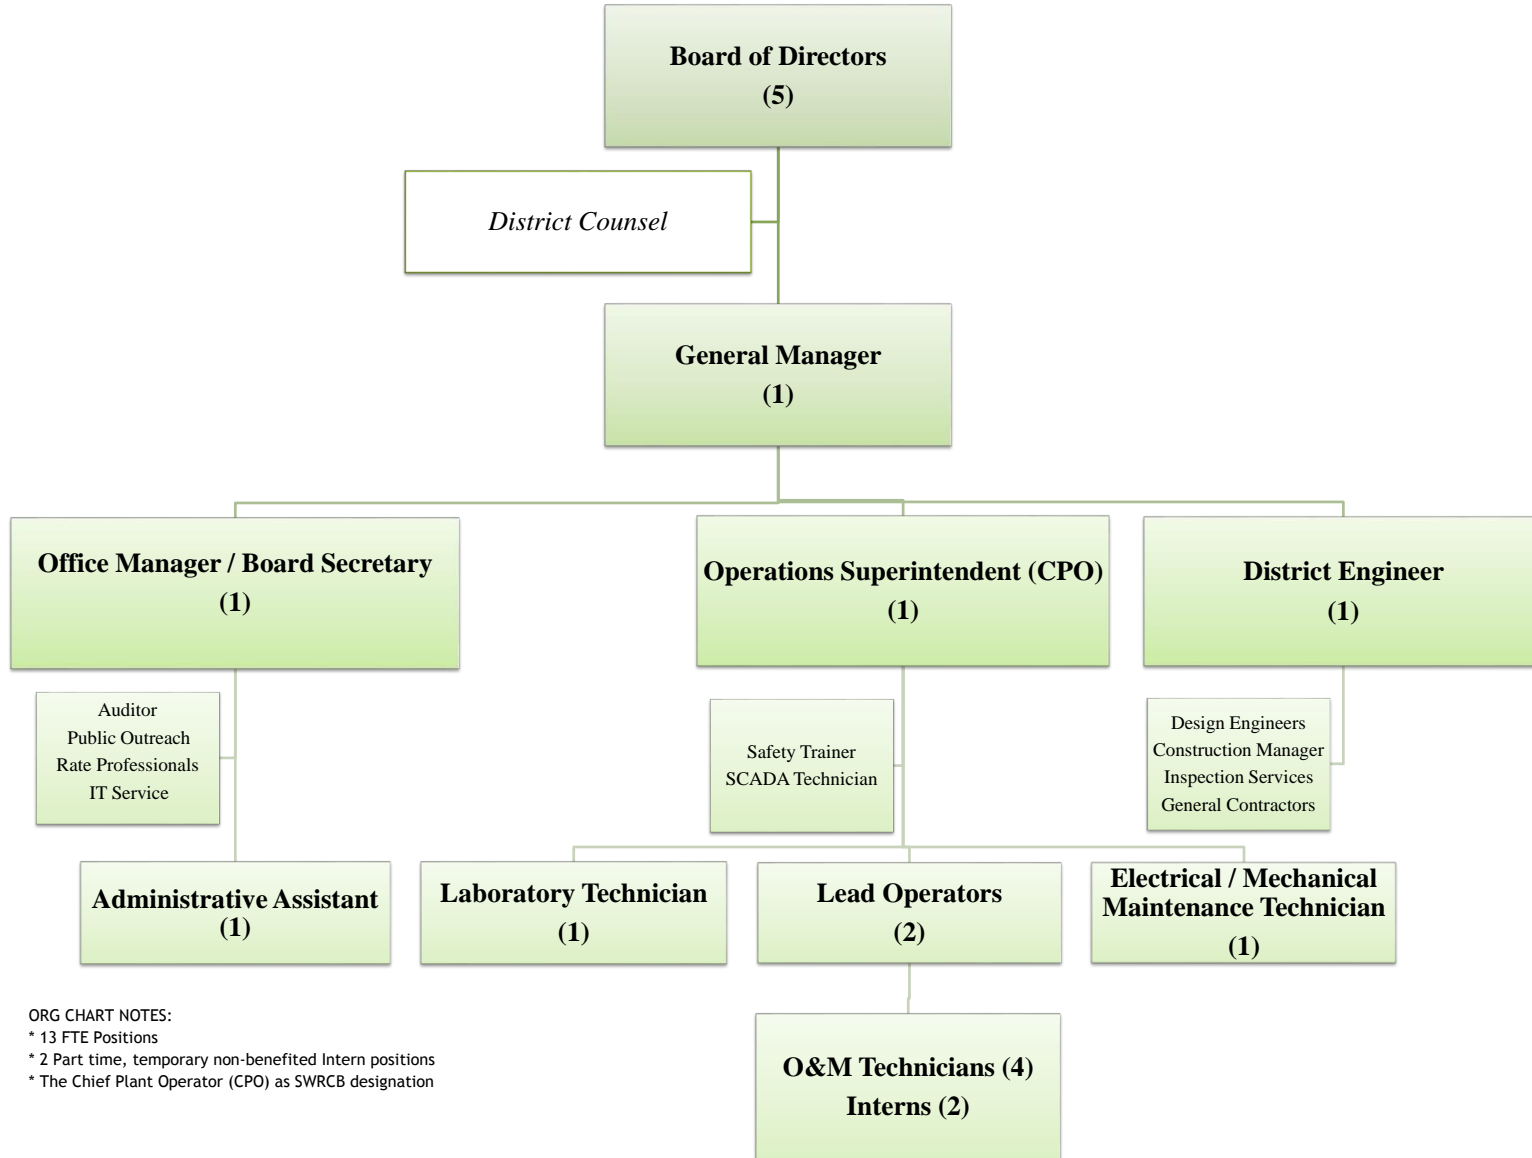 Board of Directors
(5)
District Counsel
General Manager
(1)
Office Manager / Board Secretary
(1)
Operations Superintendent (CPO)
(1)
District Engineer
(1)
Auditor
Public Outreach
Rate Professionals
IT Service
Safety Trainer
SCADA Technician
Design Engineers
Construction Manager
Inspection Services
General Contractors
Administrative Assistant
(1)
Laboratory Technician
(1)
Lead Operators
(2)
Electrical / Mechanical
Maintenance Technician
(1)
O&M Technicians (4)
Interns (2)
ORG CHART NOTES:
* 13 FTE Positions
* 2 Part time, temporary non-benefited Intern positions
* The Chief Plant Operator (CPO) as SWRCB designation